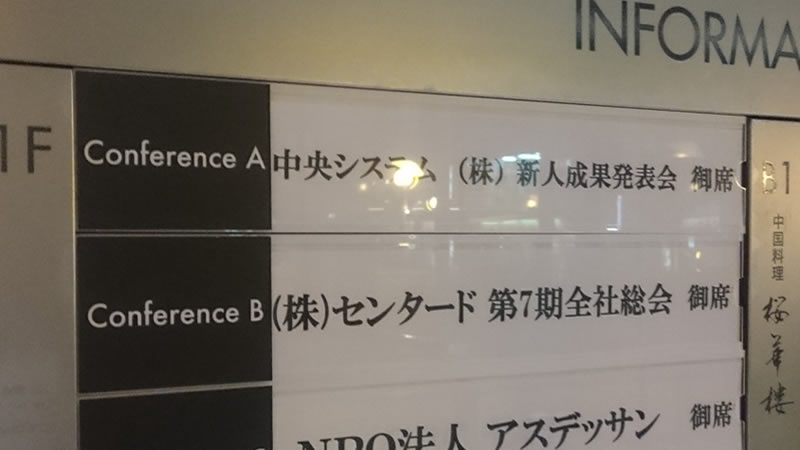 INFORMA
1F
Conference A 中央システム (株) 新人成果発表会 御席
Conference B (株)センタード 第7期全社総会 御席
NPO法人 アスデッサン 御席
B1
中国料理
桜華楼